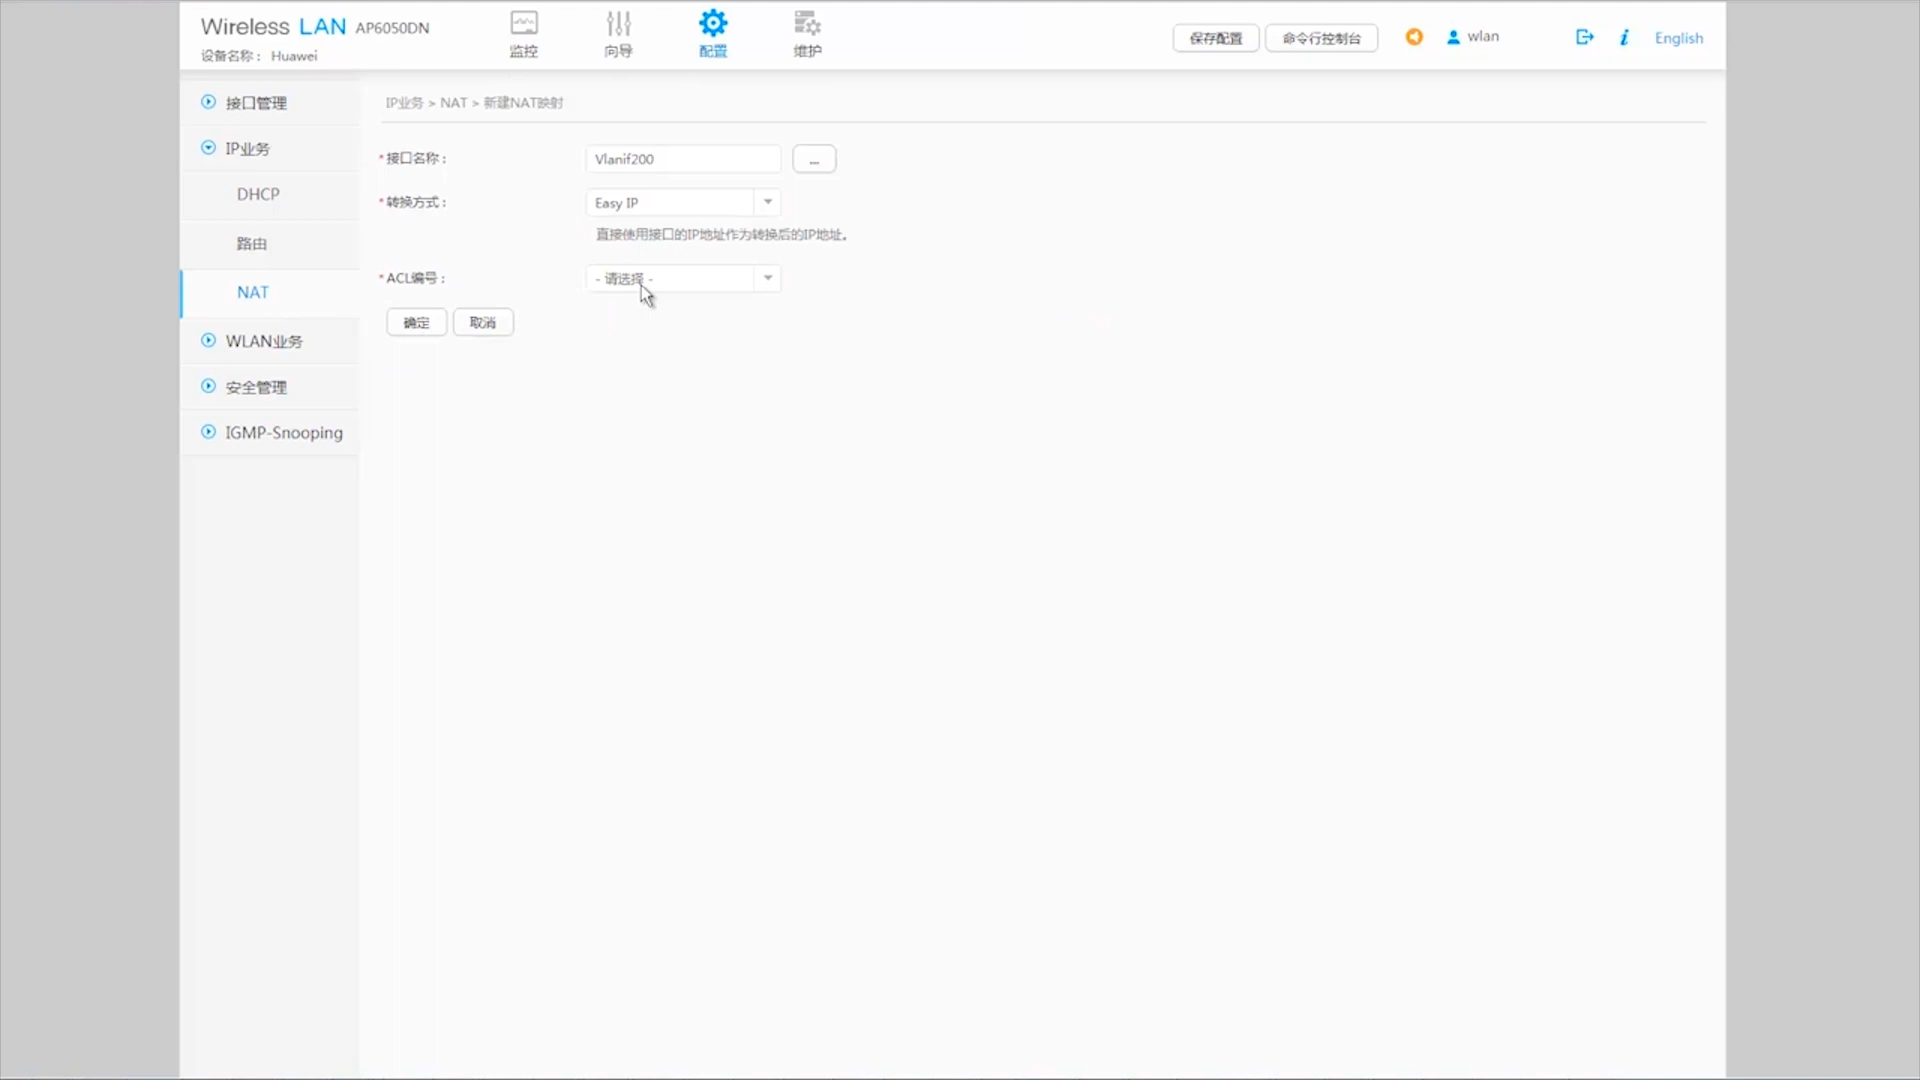 Wireless LAN AP6050DN
设备名称： Huawei
监控
向导
配置
维护
保存配置
命令行控制台
wlan
i
English
接口管理
IP业务
DHCP
路由
NAT
WLAN业务
安全管理
IGMP-Snooping
IP业务 > NAT > 新建NAT映射
*接口名称：
Vlanif200
...
*转换方式：
Easy IP
直接使用接口的IP地址作为转换后的IP地址。
*ACL编号：
- 请选择 -
确定
取消